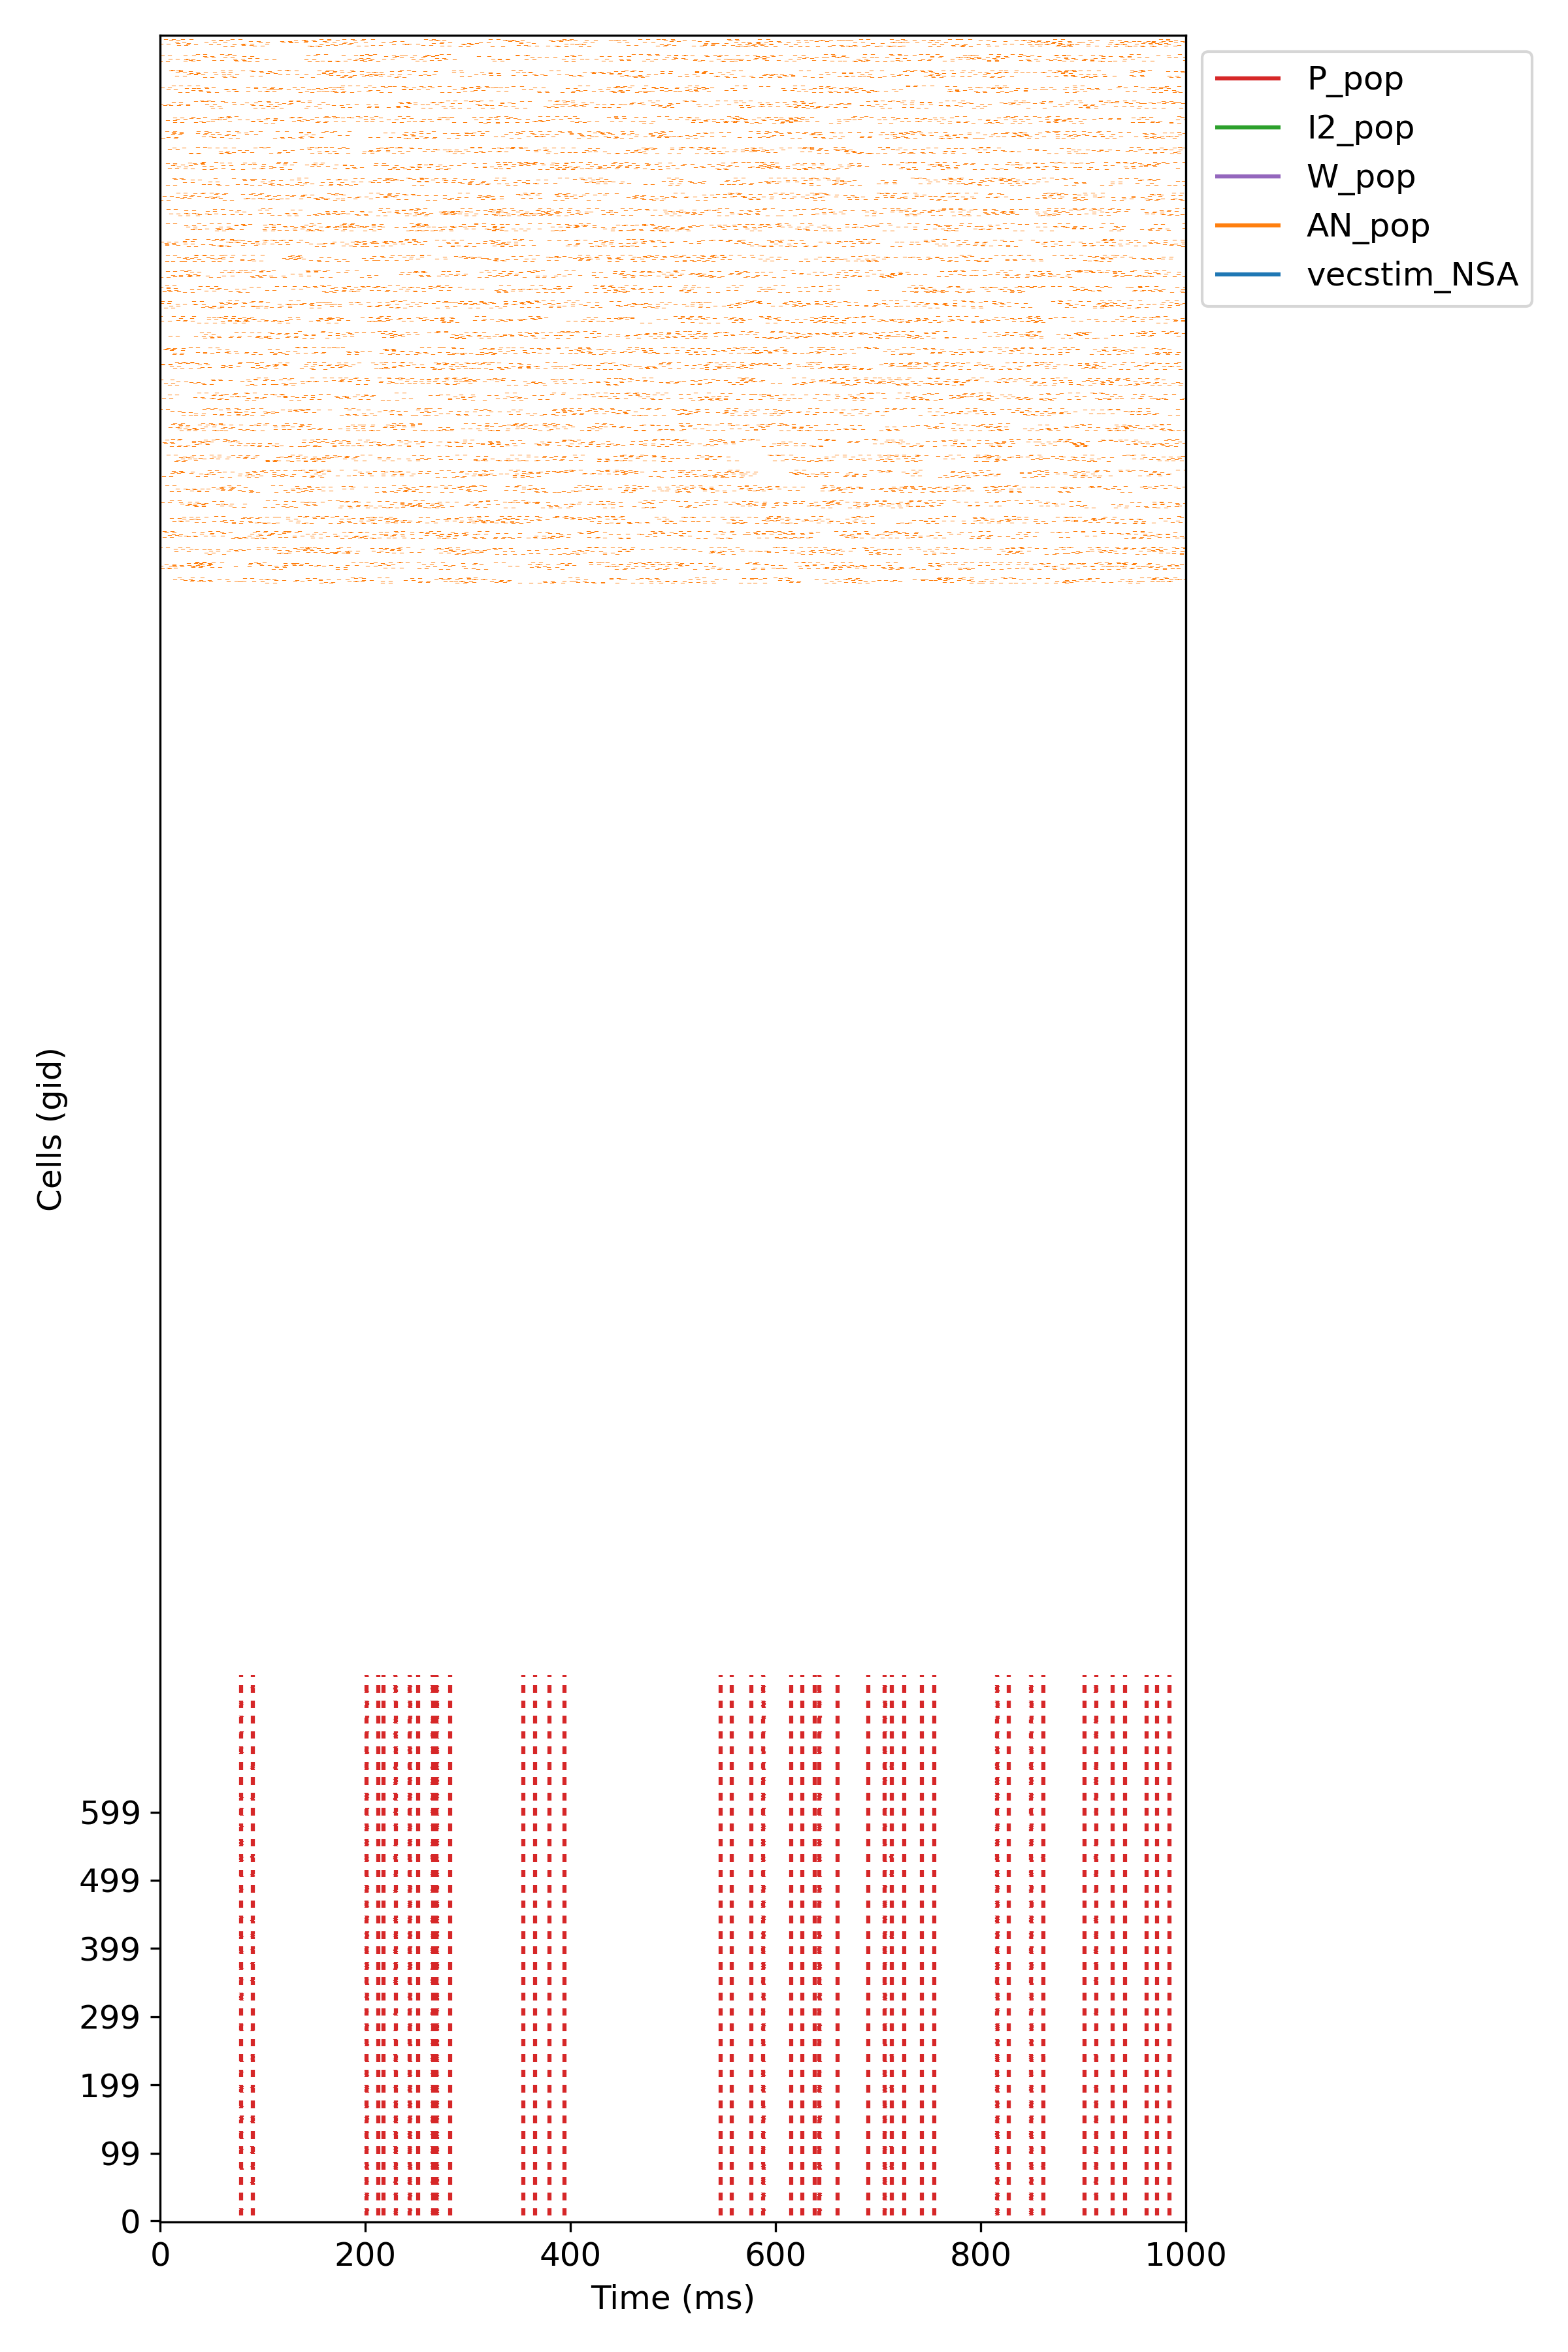 P_pop
I2_pop
W_pop
AN_pop
vecstim_NSA
Cells (gid)
599
499
399
299
199
99
0
0 200 400 600 800 1000
Time (ms)